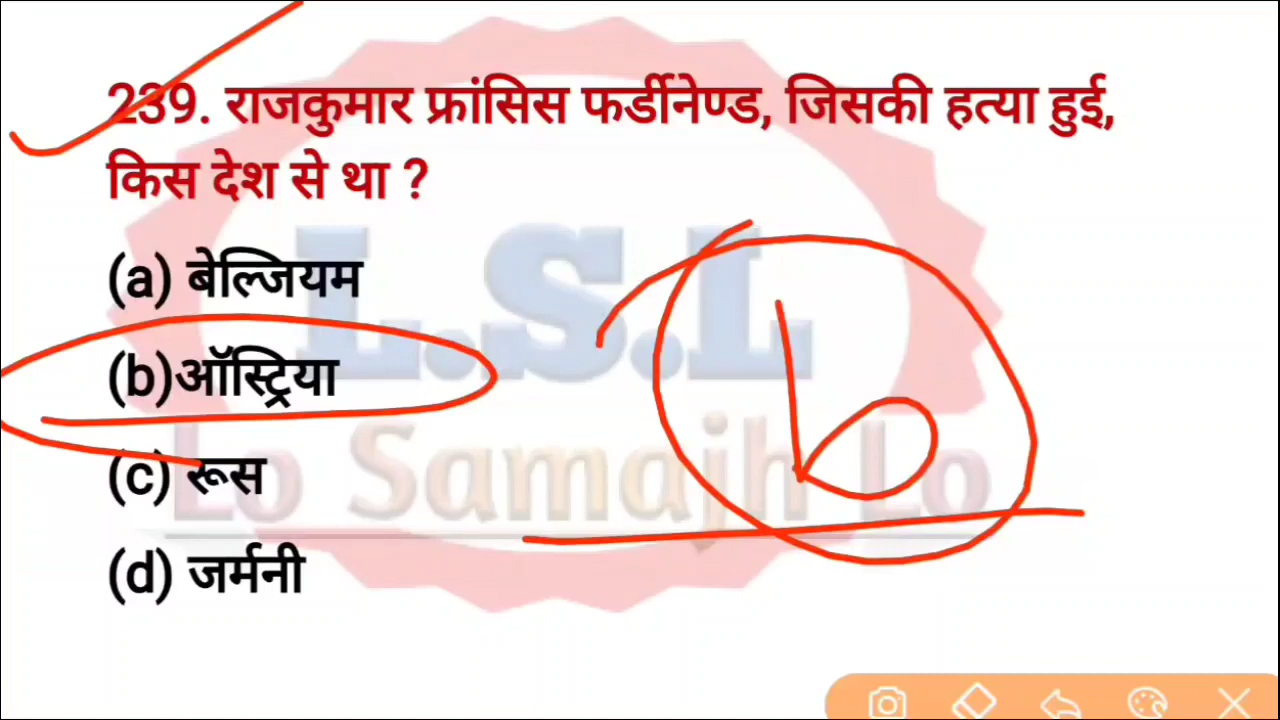 239. राजकुमार फ्रांसिस फर्डीनेण्ड, जिसकी हत्या हुई,
किस देश से था ?
(a) बेल्जियम
(b)ऑस्ट्रिया
(c) रूस
(d) जर्मनी
b
L.S.L
Lo Samajh Lo